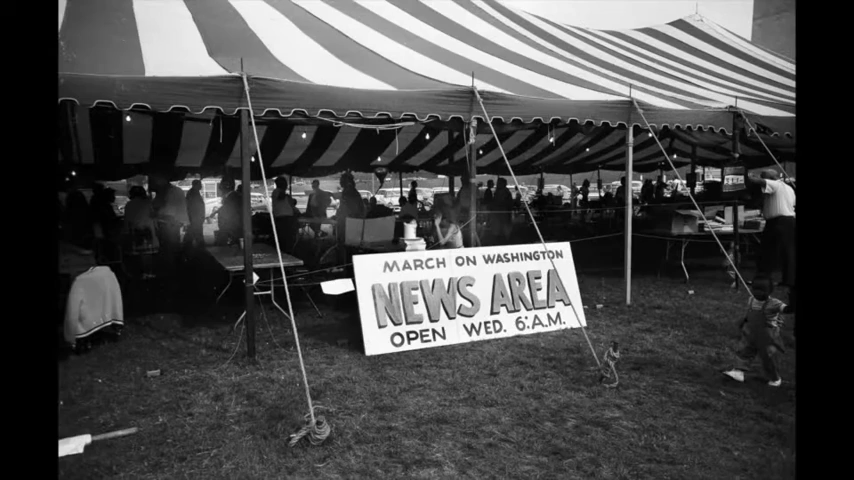 MARCH ON WASHINGTON
NEWS AREA
OPEN WED. 6:A.M.